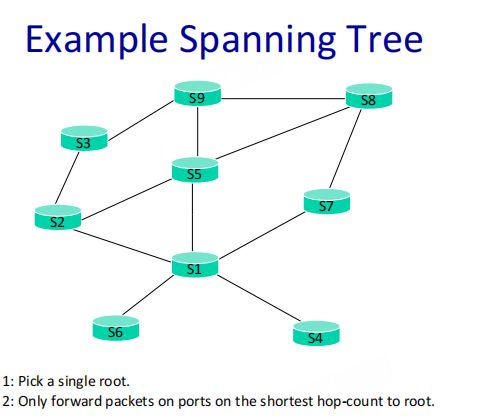 Example Spanning Tree
S9
S8
S3
S5
S7
S2
S1
S6
S4
1: Pick a single root.
2: Only forward packets on ports on the shortest hop-count to root.